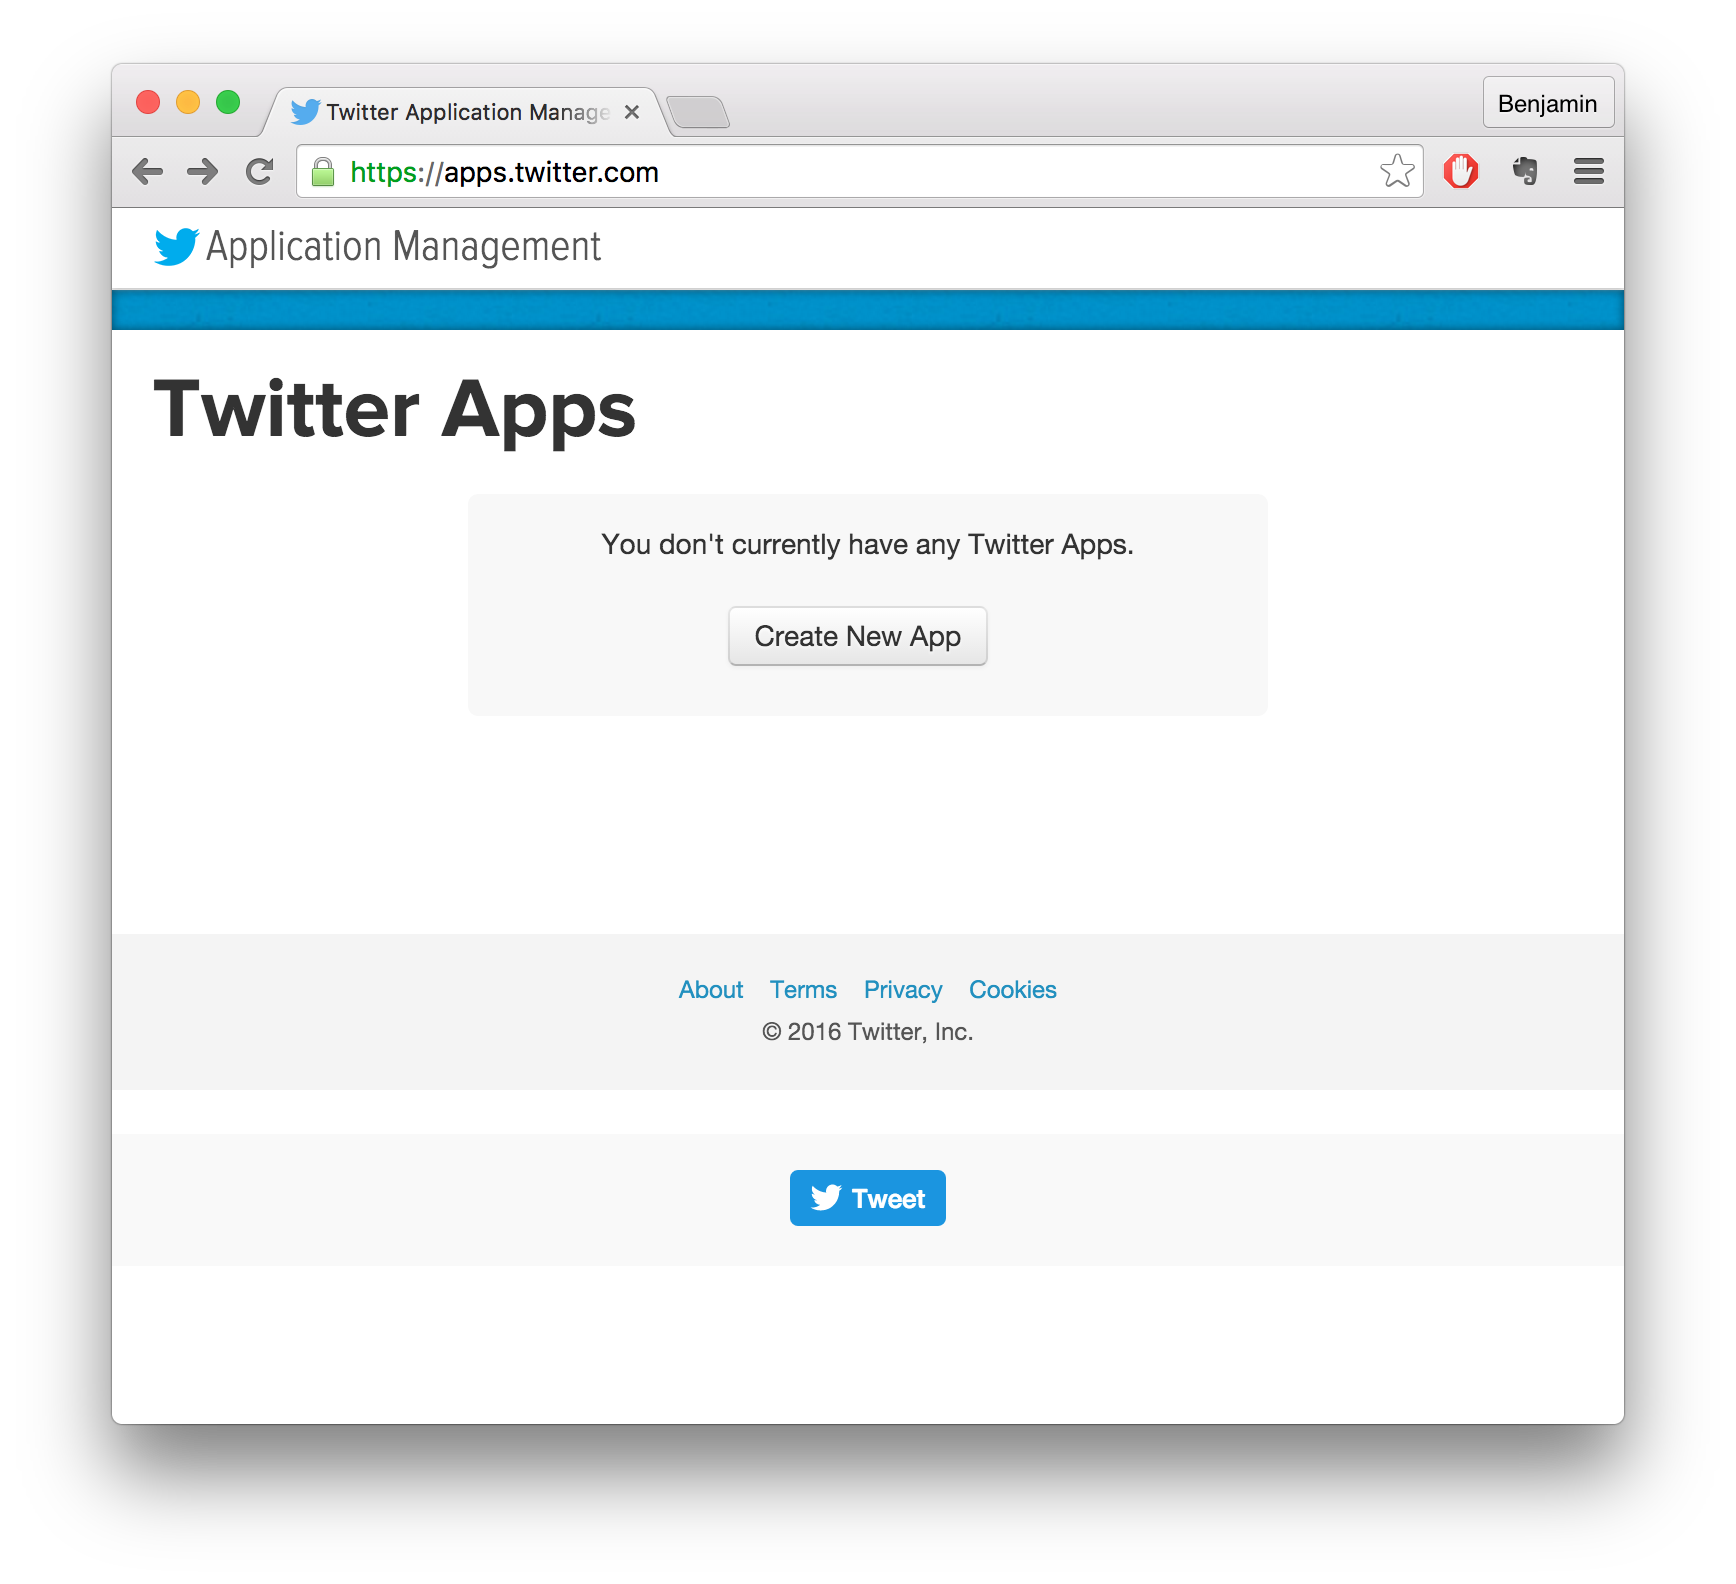 Twitter Application Manage
Benjamin
https://apps.twitter.com
Application Management
Twitter Apps
You don't currently have any Twitter Apps.
Create New App
About Terms Privacy Cookies
© 2016 Twitter, Inc.
Tweet